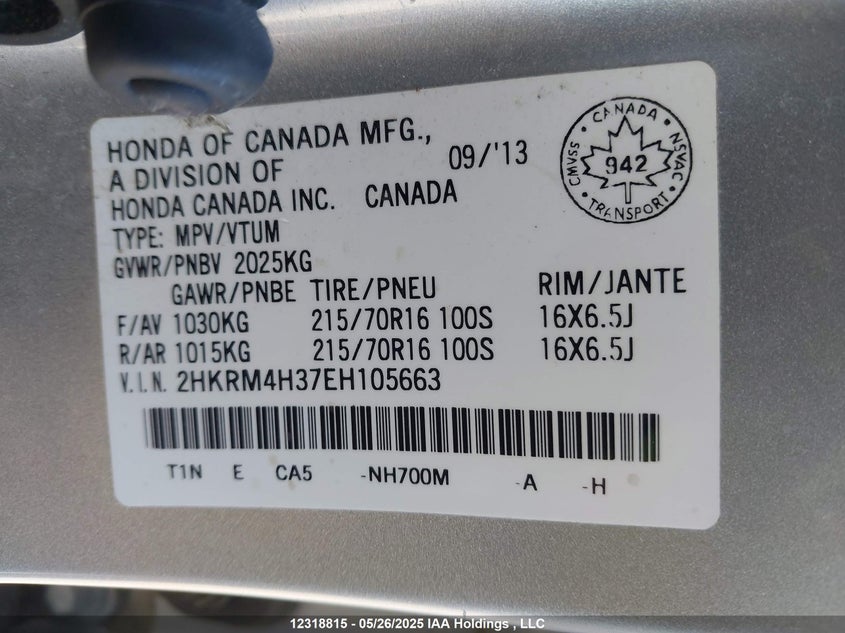 HONDA OF CANADA MFG.,
A DIVISION OF 09/'13
HONDA CANADA INC. CANADA
TYPE: MPV/VTUM
GVWR/PNBV 2025KG
GAWR/PNBE TIRE/PNEU RIM/JANTE
F/AV 1030KG 215/70R16 100S 16X6.5J
R/AR 1015KG 215/70R16 100S 16X6.5J
V.I.N. 2HKRM4H37EH105663
T1N E CA5 -NH700M -A -H
CANADA
CMVSS 942 NSVAC
TRANSPORT
12318815 - 05/26/2025 IAA Holdings , LLC